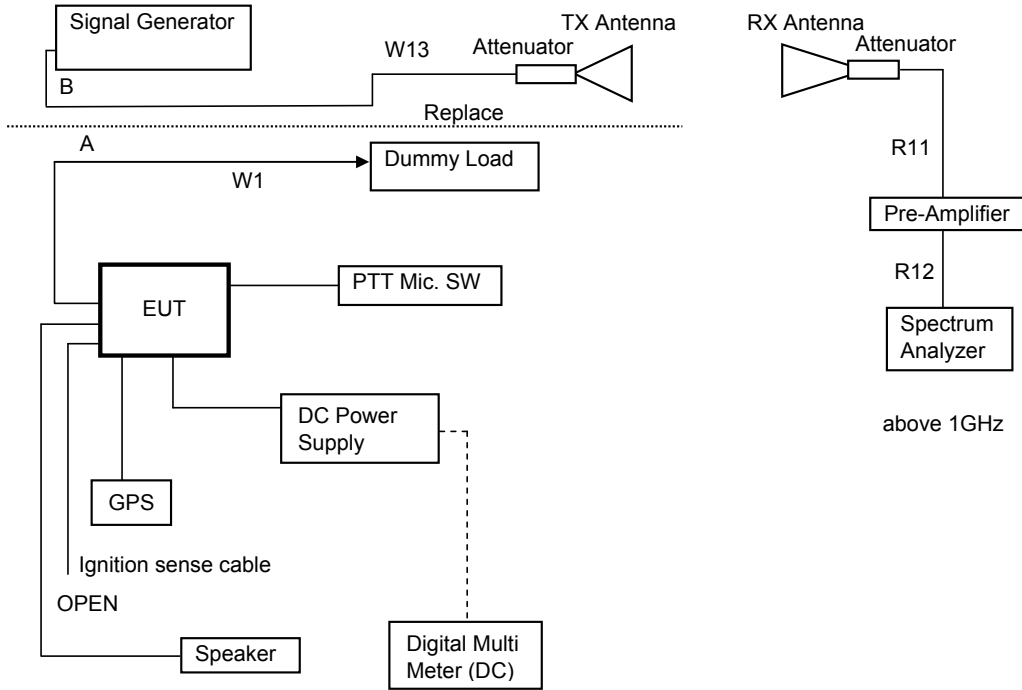 Signal Generator
TX Antenna
RX Antenna
Attenuator
Attenuator
W13
B
Replace
A
Dummy Load
W1
R11
Pre-Amplifier
R12
PTT Mic. SW
EUT
Spectrum
Analyzer
DC Power
Supply
above 1GHz
GPS
Ignition sense cable
OPEN
Speaker
Digital Multi
Meter (DC)